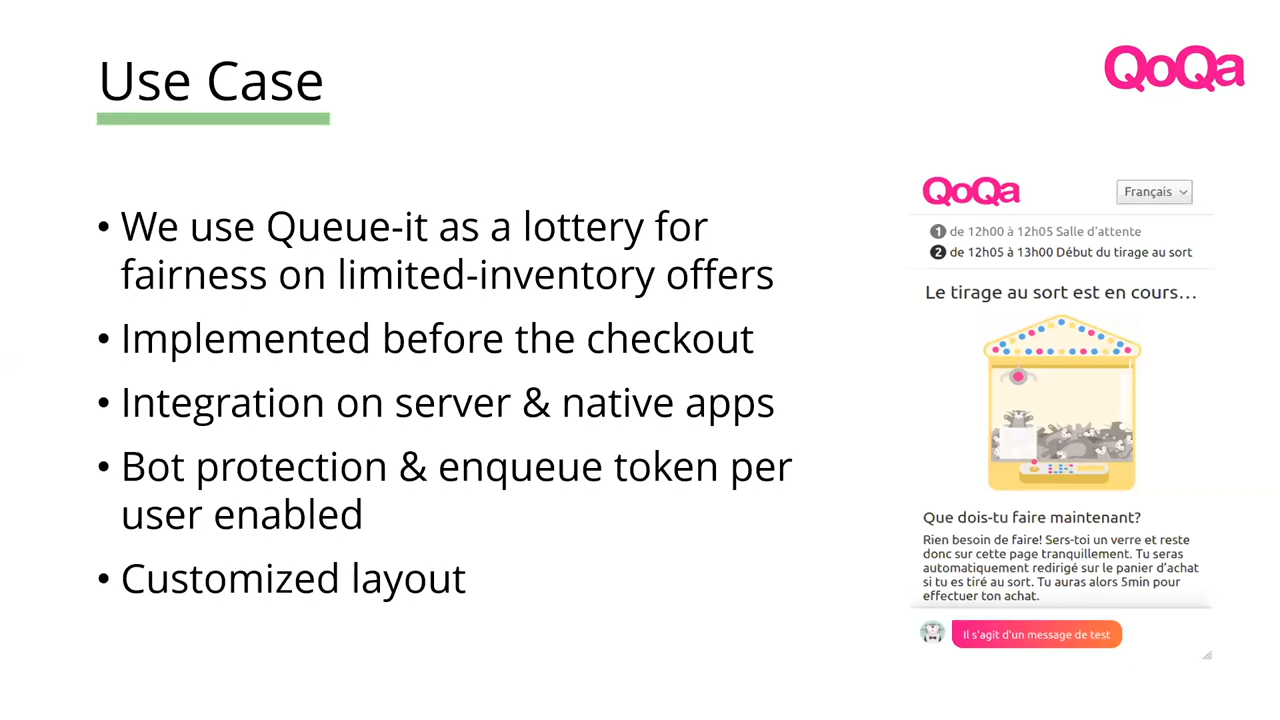 Use Case
QoQa
• We use Queue-it as a lottery for
fairness on limited-inventory offers
• Implemented before the checkout
• Integration on server & native apps
• Bot protection & enqueue token per
user enabled
• Customized layout
QoQa
Français
1 de 12h00 à 12h05 Salle d'attente
2 de 12h05 à 13h00 Début du tirage au sort
Le tirage au sort est en cours...
Que dois-tu faire maintenant?
Rien besoin de faire! Sers-toi un verre et reste
donc sur cette page tranquillement. Tu seras
automatiquement redirigé sur le panier d'achat
si tu es tiré au sort. Tu auras alors 5min pour
effectuer ton achat.
Il s'agit d'un message de test